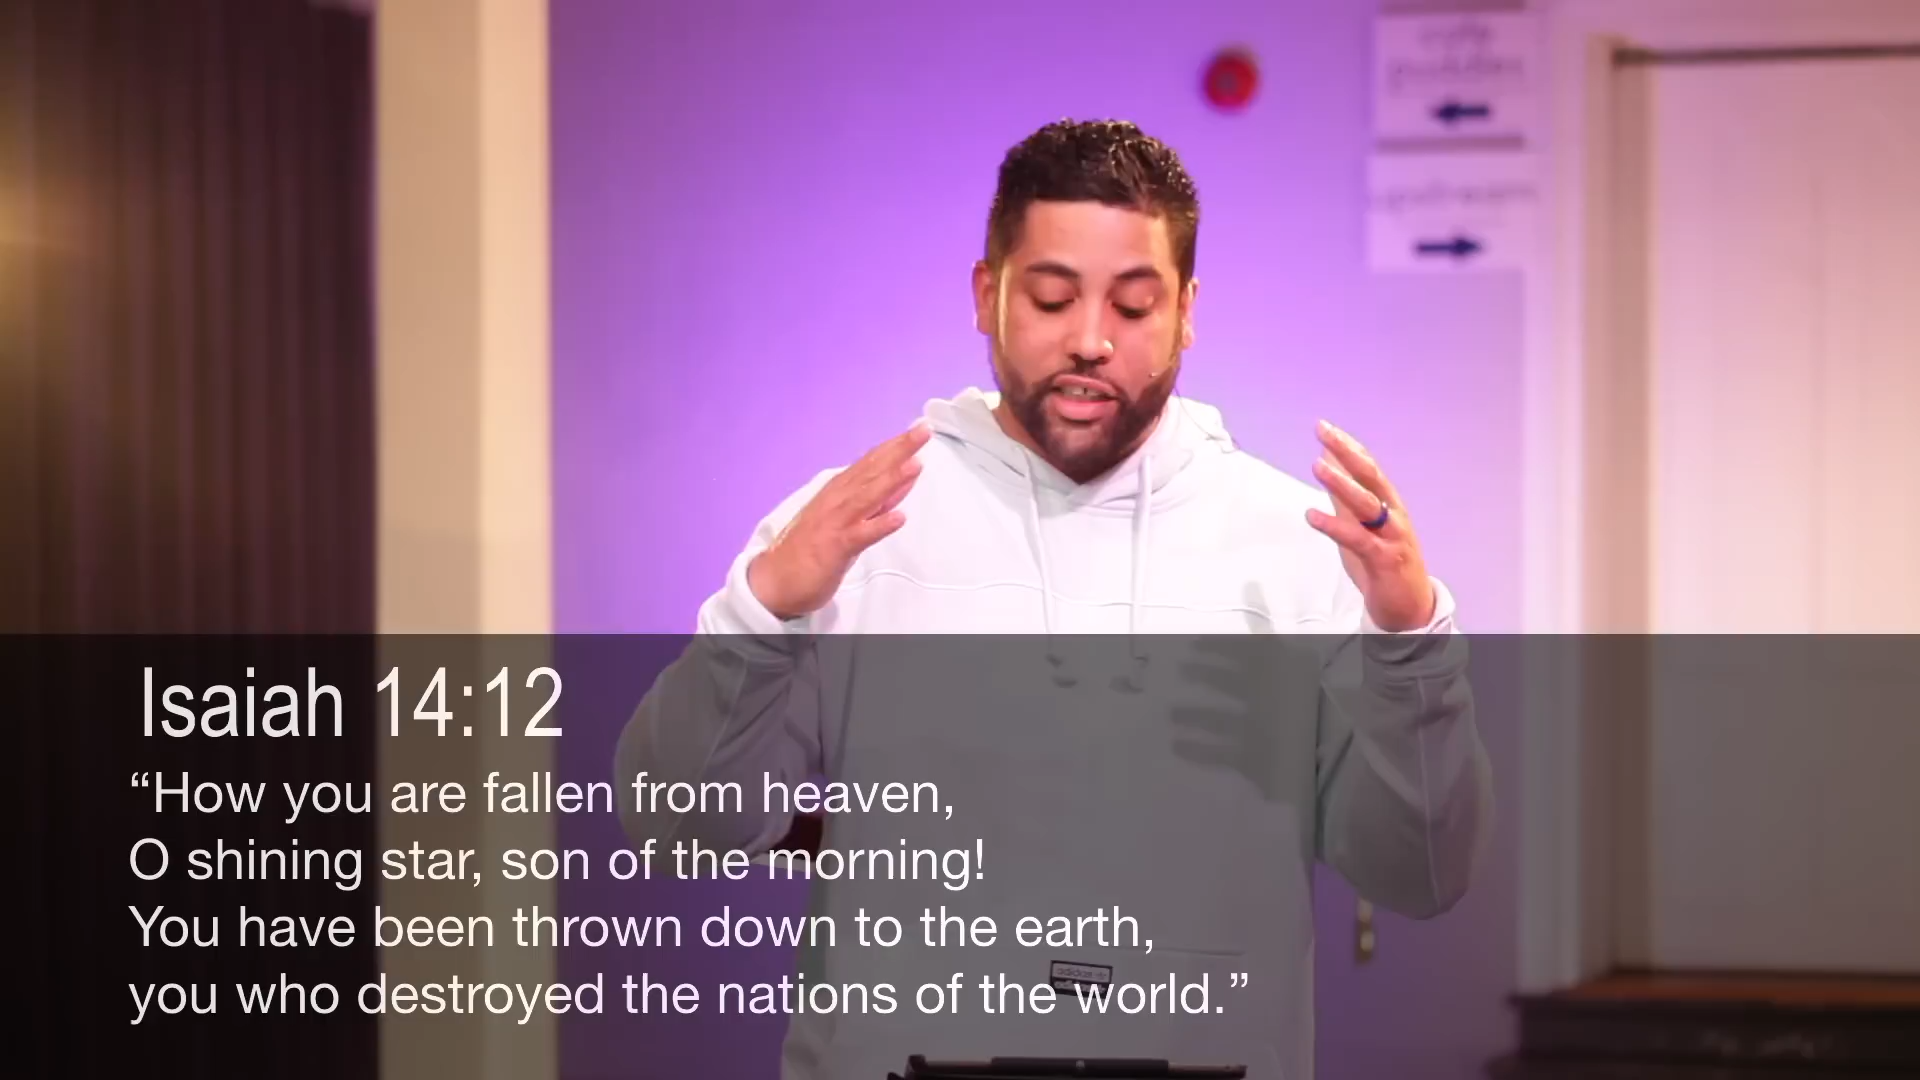 Isaiah 14:12
“How you are fallen from heaven,
O shining star, son of the morning!
You have been thrown down to the earth,
you who destroyed the nations of the world.”
adidas